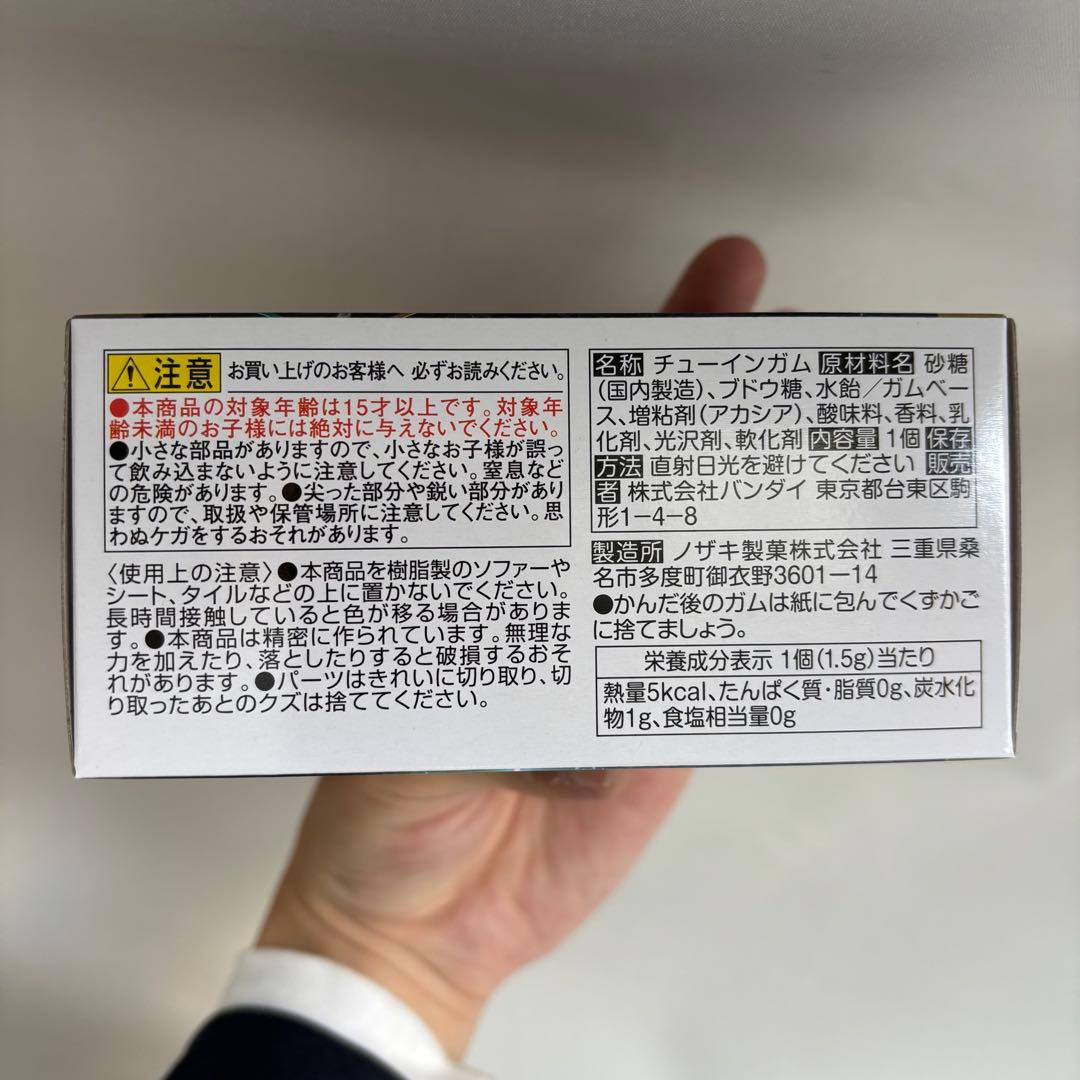 注意 お買い上げのお客様へ 必ずお読みください。
●本商品の対象年齢は15才以上です。対象年
齢未満のお子様には絶対に与えないでください。
●小さな部品がありますので、小さなお子様が誤っ
て飲み込まないように注意してください。窒息など
の危険があります。●尖った部分や鋭い部分があり
ますので、取扱や保管場所に注意してください。思
わぬケガをするおそれがあります。
〈使用上の注意〉●本商品を樹脂製のソファーや
シート、タイルなどの上に置かないでください。
長時間接触していると色が移る場合がありま
す。●本商品は精密に作られています。無理な
力を加えたり、落としたりすると破損するおそ
れがあります。●パーツはきれいに切り取り、切
り取ったあとのクズは捨ててください。
名称 チューインガム 原材料名 砂糖
(国内製造)、ブドウ糖、水飴/ガムベー
ス、増粘剤(アカシア)、酸味料、香料、乳
化剤、光沢剤、軟化剤 内容量 1個 保存
方法 直射日光を避けてください 販売
者 株式会社バンダイ 東京都台東区駒
形1-4-8
製造所 ノザキ製菓株式会社 三重県桑
名市多度町御衣野3601-14
●かんだ後のガムは紙に包んでくずかご
に捨てましょう。
栄養成分表示 1個(1.5g)当たり
熱量5kcal、たんぱく質・脂質0g、炭水化
物1g、食塩相当量0g